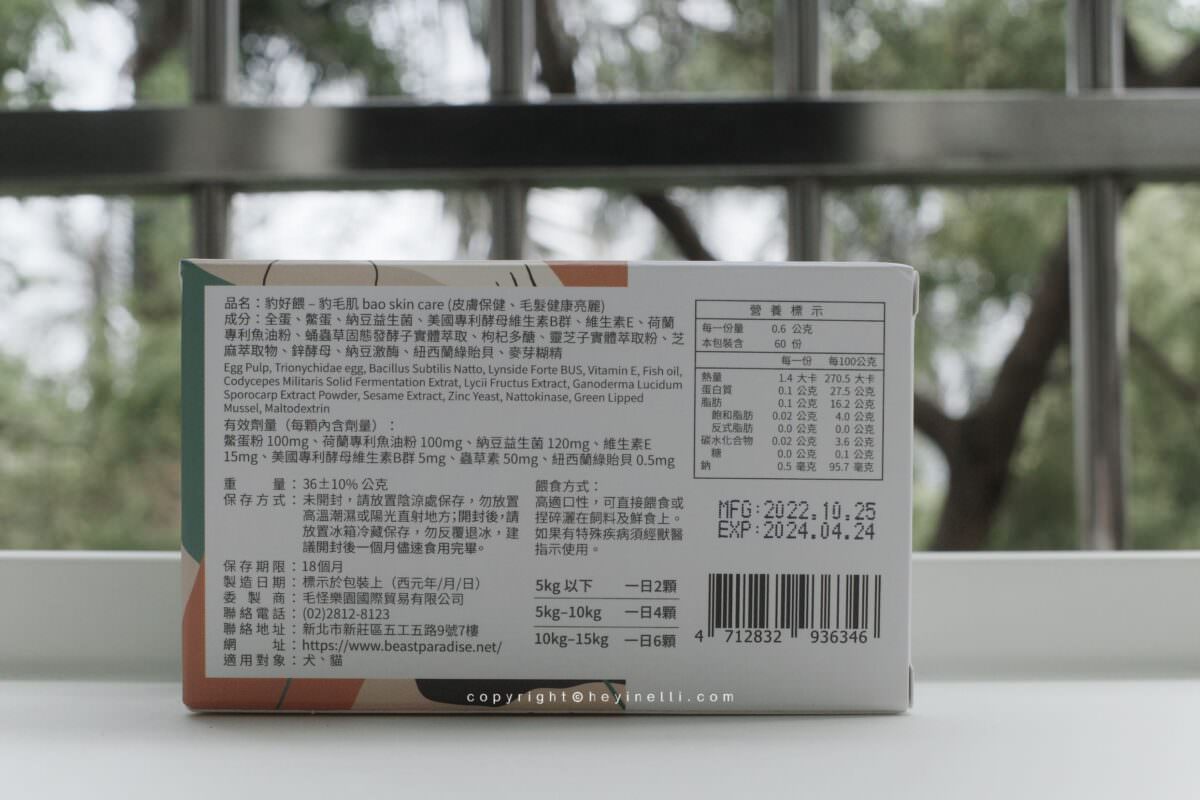 品名：豹好餵 – 豹毛肌 bao skin care (皮膚保健、毛髮健康亮麗)
成分：全蛋、鱉蛋、納豆益生菌、美國專利酵母維生素B群、維生素E、荷蘭
專利魚油粉、蛹蟲草固態發酵子實體萃取、枸杞多醣、靈芝子實體萃取粉、芝
麻萃取物、鋅酵母、納豆激酶、紐西蘭綠貽貝、麥芽糊精
Egg Pulp, Trionychidae egg, Bacillus Subtilis Natto, Lynside Forte BUS, Vitamin E, Fish oil,
Codycepes Militaris Solid Fermentation Extrat, Lycii Fructus Extract, Ganoderma Lucidum
Sporocarp Extract Powder, Sesame Extract, Zinc Yeast, Nattokinase, Green Lipped
Mussel, Maltodextrin
有效劑量（每顆內含劑量）：
鱉蛋粉 100mg、荷蘭專利魚油粉 100mg、納豆益生菌 120mg、維生素E
15mg、美國專利酵母維生素B群 5mg、蟲草素 50mg、紐西蘭綠貽貝 0.5mg
重量：36±10% 公克
保存方式：未開封，請放置陰涼處保存，勿放置
高溫潮濕或陽光直射地方；開封後，請
放置冰箱冷藏保存，勿反覆退冰，建
議開封後一個月儘速食用完畢。
保存期限：18個月
製造日期：標示於包裝上（西元年/月/日）
委製商：毛怪樂園國際貿易有限公司
聯絡電話：(02)2812-8123
聯絡地址：新北市新莊區五工五路9號7樓
網址：https://www.beastparadise.net/
適用對象：犬、貓
餵食方式：
高適口性，可直接餵食或
捏碎灑在飼料及鮮食上。
如果有特殊疾病須經獸醫
指示使用。
5kg 以下 一日2顆
5kg–10kg 一日4顆
10kg–15kg 一日6顆
營養標示
每一份量 0.6 公克
本包裝含 60 份
每一份 每100公克
熱量 1.4 大卡 270.5 大卡
蛋白質 0.1 公克 27.5 公克
脂肪 0.1 公克 16.2 公克
飽和脂肪 0.02 公克 4.0 公克
反式脂肪 0.0 公克 0.0 公克
碳水化合物 0.02 公克 3.6 公克
糖 0.0 公克 0.1 公克
鈉 0.5 毫克 95.7 毫克
MFG:2022.10.25
EXP:2024.04.24
4 712832 936346
copyright©heyinelli.com